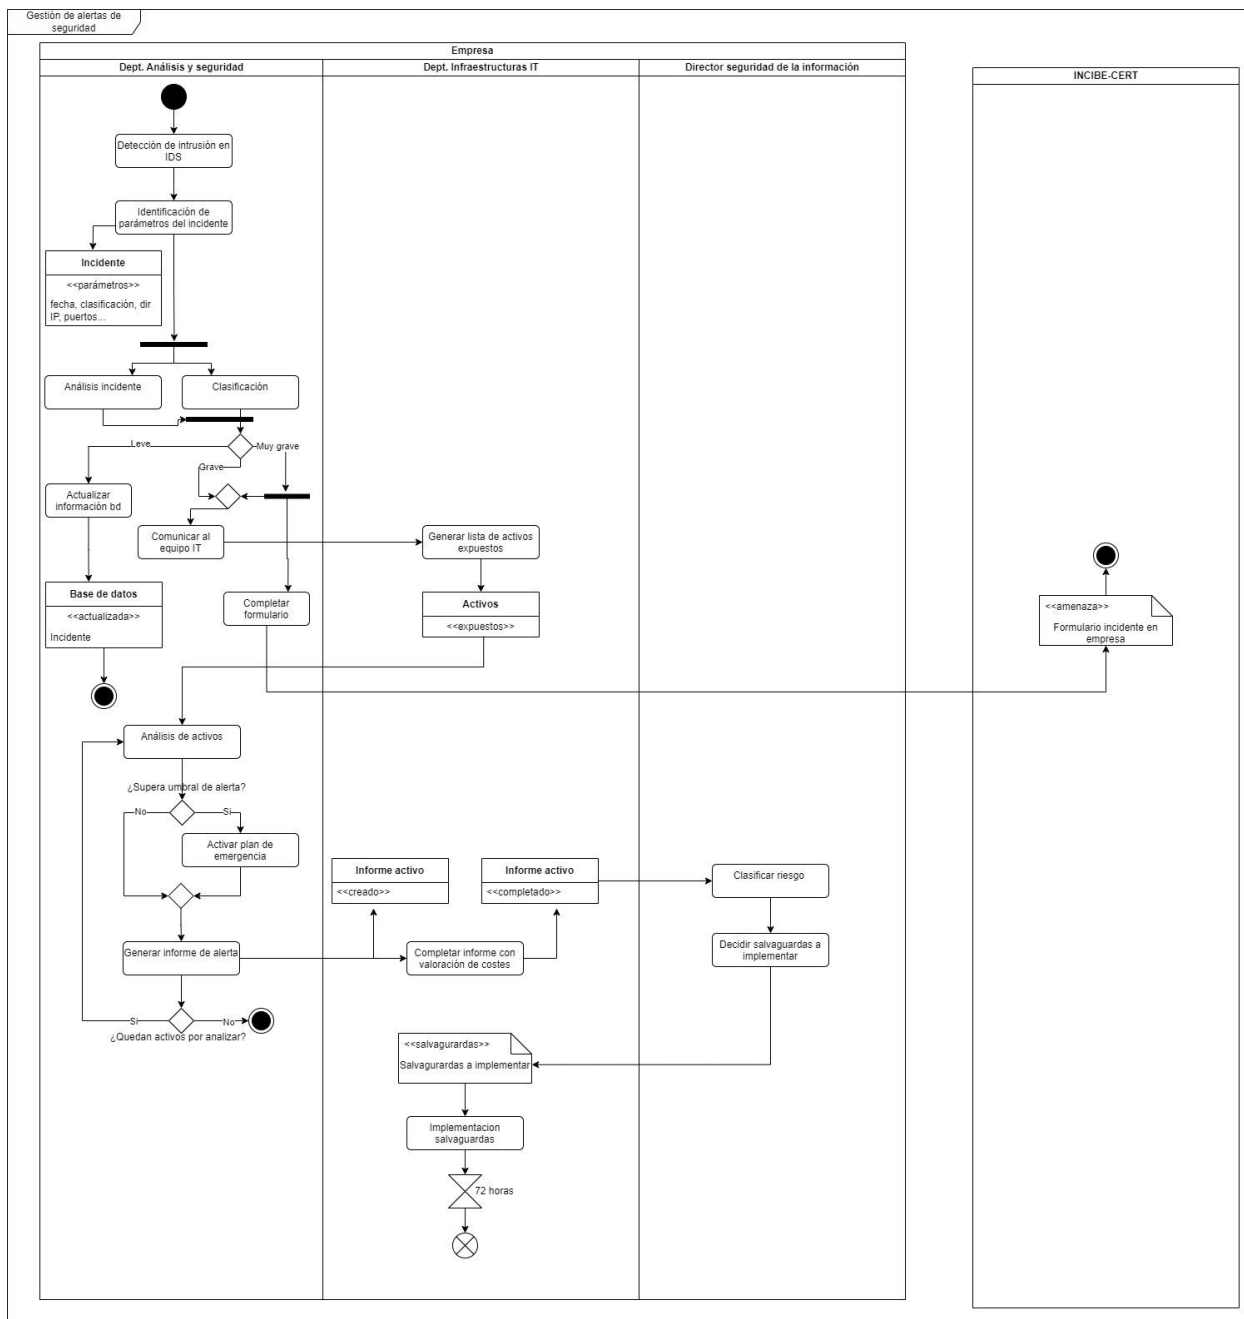 Gestión de alertas de
seguridad
Empresa
Dept. Análisis y seguridad
Dept. Infraestructuras IT
Director seguridad de la información
INCIBE-CERT
Detección de intrusión en
IDS
Identificación de
parámetros del incidente
Incidente
<<parámetros>>
fecha, clasificación, dir
IP, puertos...
Análisis incidente
Clasificación
Leve
Muy grave
Grave
Actualizar
información bd
Comunicar al
equipo IT
Generar lista de activos
expuestos
Base de datos
<<actualizada>>
Incidente
Completar
formulario
Activos
<<expuestos>>
<<amenaza>>
Formulario incidente en
empresa
Análisis de activos
¿Supera umbral de alerta?
No
Si
Activar plan de
emergencia
Informe activo
<<creado>>
Informe activo
<<completado>>
Clasificar riesgo
Generar informe de alerta
Completar informe con
valoración de costes
Decidir salvaguardas a
implementar
Si
No
¿Quedan activos por analizar?
<<salvagurardas>>
Salvagurardas a implementar
Implementacion
salvaguardas
72 horas